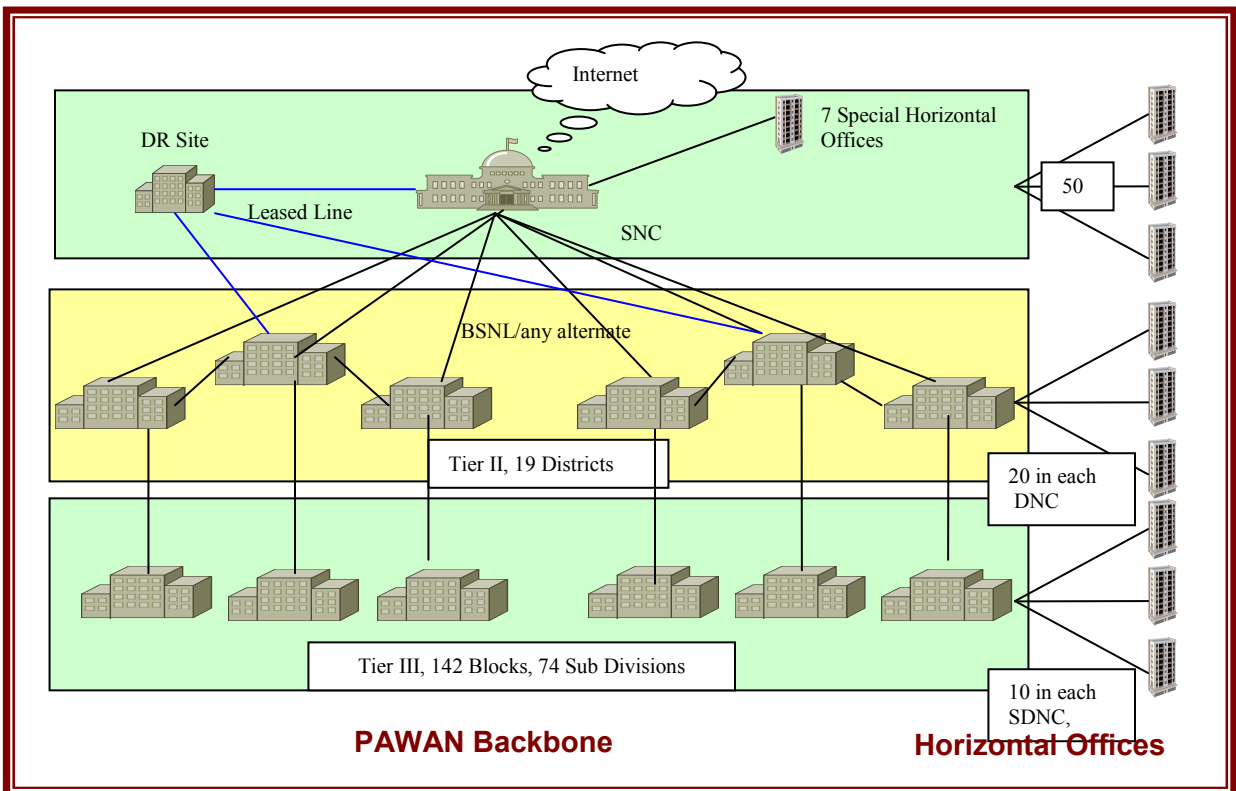 Internet
7 Special Horizontal
Offices
DR Site
50
Leased Line
SNC
BSNL/any alternate
Tier II, 19 Districts
20 in each
DNC
Tier III, 142 Blocks, 74 Sub Divisions
10 in each
SDNC,
PAWAN Backbone
Horizontal Offices